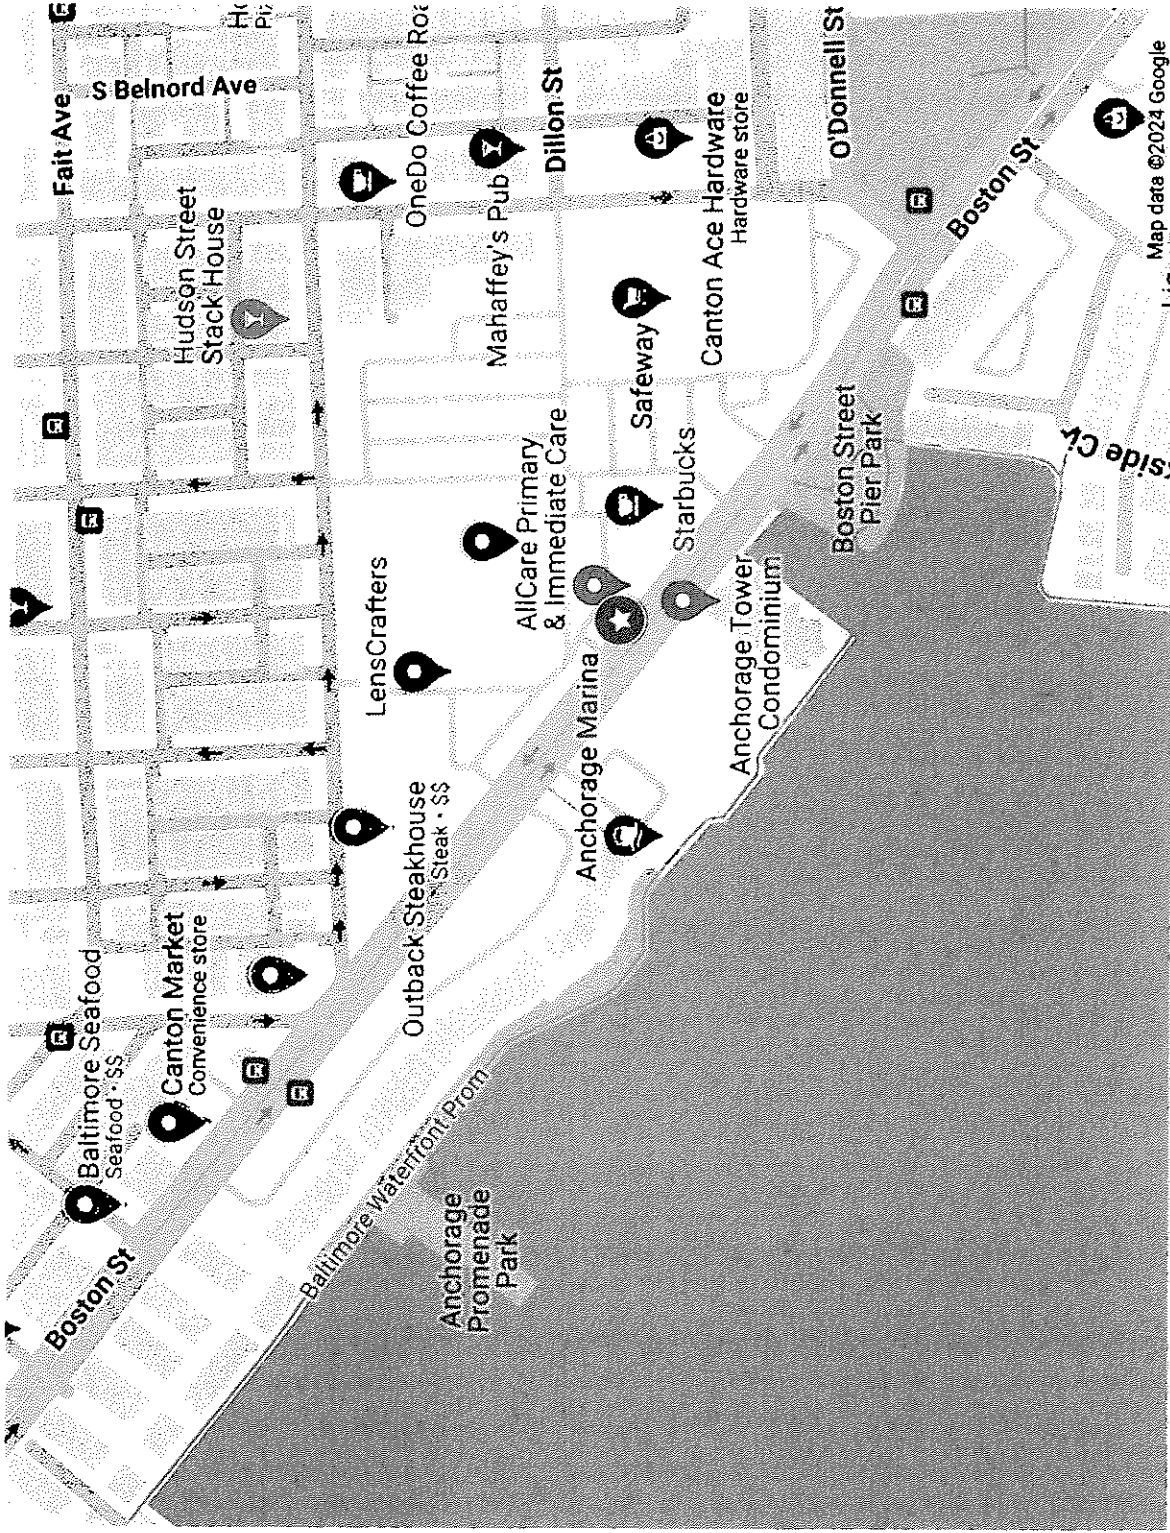 Boston St
Baltimore Seafood
Seafood · $$
Canton Market
Convenience store
Fait Ave
S Belnord Ave
Hudson Street
Stack House
Baltimore Waterfront Prom
LensCrafters
Outback Steakhouse
Steak · $$
OneDo Coffee Roa
Anchorage
Promenade
Park
Mahaffey's Pub
AllCare Primary
& Immediate Care
Dillon St
Anchorage Marina
Safeway
Starbucks
Canton Ace Hardware
Hardware store
Anchorage Tower
Condominium
O'Donnell St
Boston Street
Pier Park
Boston St
Map data ©2024 Google